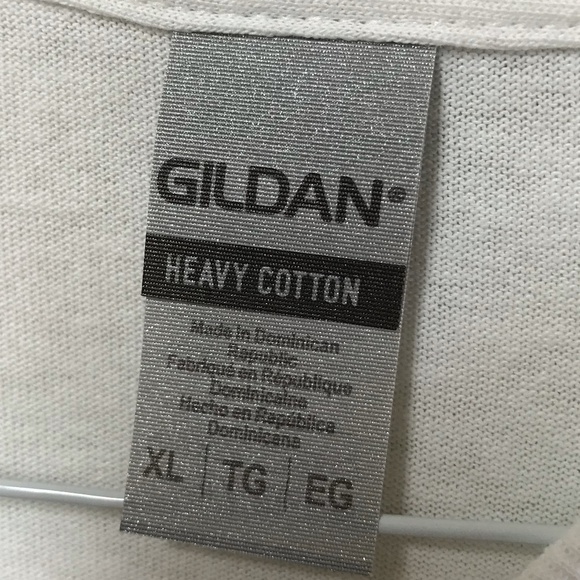 GILDAN®
HEAVY COTTON
Made in Dominican
Republic
Fabriqué en République
Dominicaine
Hecho en República
Dominicana
XL | TG | EG